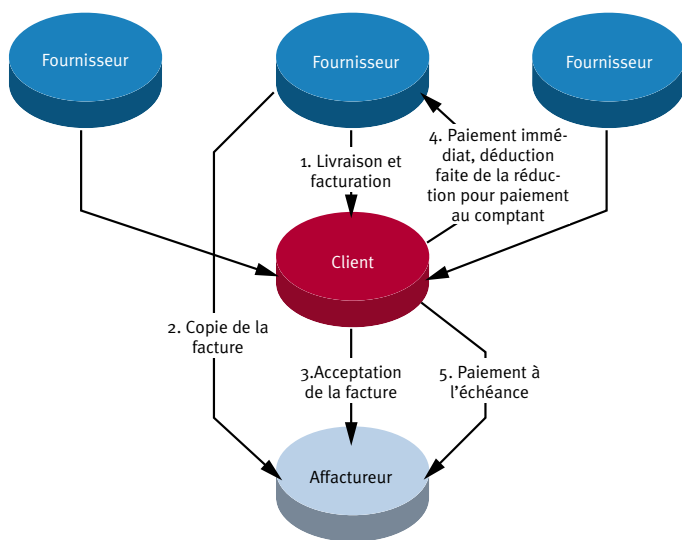 Fournisseur
Fournisseur
Fournisseur
1. Livraison et
facturation
4. Paiement immé-
diat, déduction
faite de la réduc-
tion pour paiement
au comptant
Client
2. Copie de la
facture
3.Acceptation
de la facture
5. Paiement à
l’échéance
Affactureur